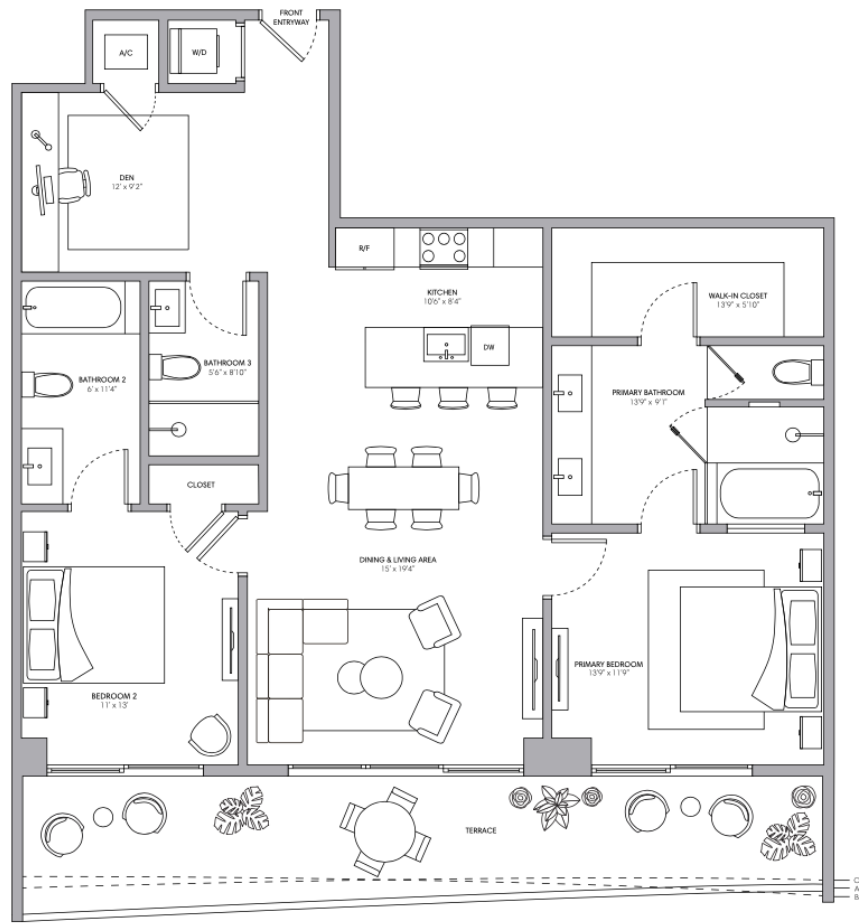 FRONT
ENTRYWAY
A/C
W/D
DEN
12' x 9'2"
R/F
KITCHEN
10'6" x 8'4"
WALK-IN CLOSET
13'9" x 5'10"
DW
BATHROOM 3
5'6" x 8'10"
BATHROOM 2
6' x 11'4"
PRIMARY BATHROOM
13'9" x 9'1"
CLOSET
DINING & LIVING AREA
15' x 19'4"
PRIMARY BEDROOM
13'9" x 11'9"
BEDROOM 2
11' x 13'
TERRACE
C
A
B